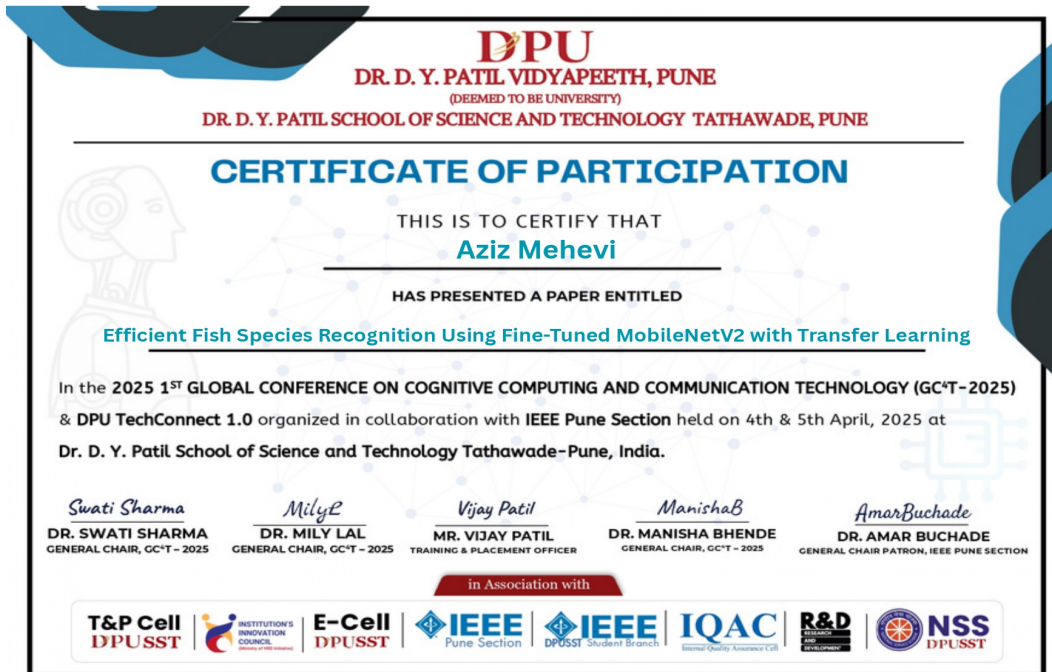 DPU
DR. D. Y. PATIL VIDYAPEETH, PUNE
(DEEMED TO BE UNIVERSITY)
DR. D. Y. PATIL SCHOOL OF SCIENCE AND TECHNOLOGY TATHAWADE, PUNE
CERTIFICATE OF PARTICIPATION
THIS IS TO CERTIFY THAT
Aziz Mehevi
HAS PRESENTED A PAPER ENTITLED
Efficient Fish Species Recognition Using Fine-Tuned MobileNetV2 with Transfer Learning
In the 2025 1ST GLOBAL CONFERENCE ON COGNITIVE COMPUTING AND COMMUNICATION TECHNOLOGY (GC⁴T-2025)
& DPU TechConnect 1.0 organized in collaboration with IEEE Pune Section held on 4th & 5th April, 2025 at
Dr. D. Y. Patil School of Science and Technology Tathawade-Pune, India.
Swati Sharma MilyL Vijay Patil ManishaB AmarBuchade
DR. SWATI SHARMA DR. MILY LAL MR. VIJAY PATIL DR. MANISHA BHENDE DR. AMAR BUCHADE
GENERAL CHAIR, GC⁴T – 2025 GENERAL CHAIR, GC⁴T – 2025 TRAINING & PLACEMENT OFFICER GENERAL CHAIR, GC⁴T – 2025 GENERAL CHAIR PATRON, IEEE PUNE SECTION
in Association with
T&P Cell DPUSST
INSTITUTION'S INNOVATION COUNCIL (Ministry of HRD Initiative)
E-Cell DPUSST
IEEE Pune Section
IEEE DPUSST Student Branch
IQAC Internal Quality Assurance Cell
R&D RESEARCH AND DEVELOPMENT
NSS DPUSST